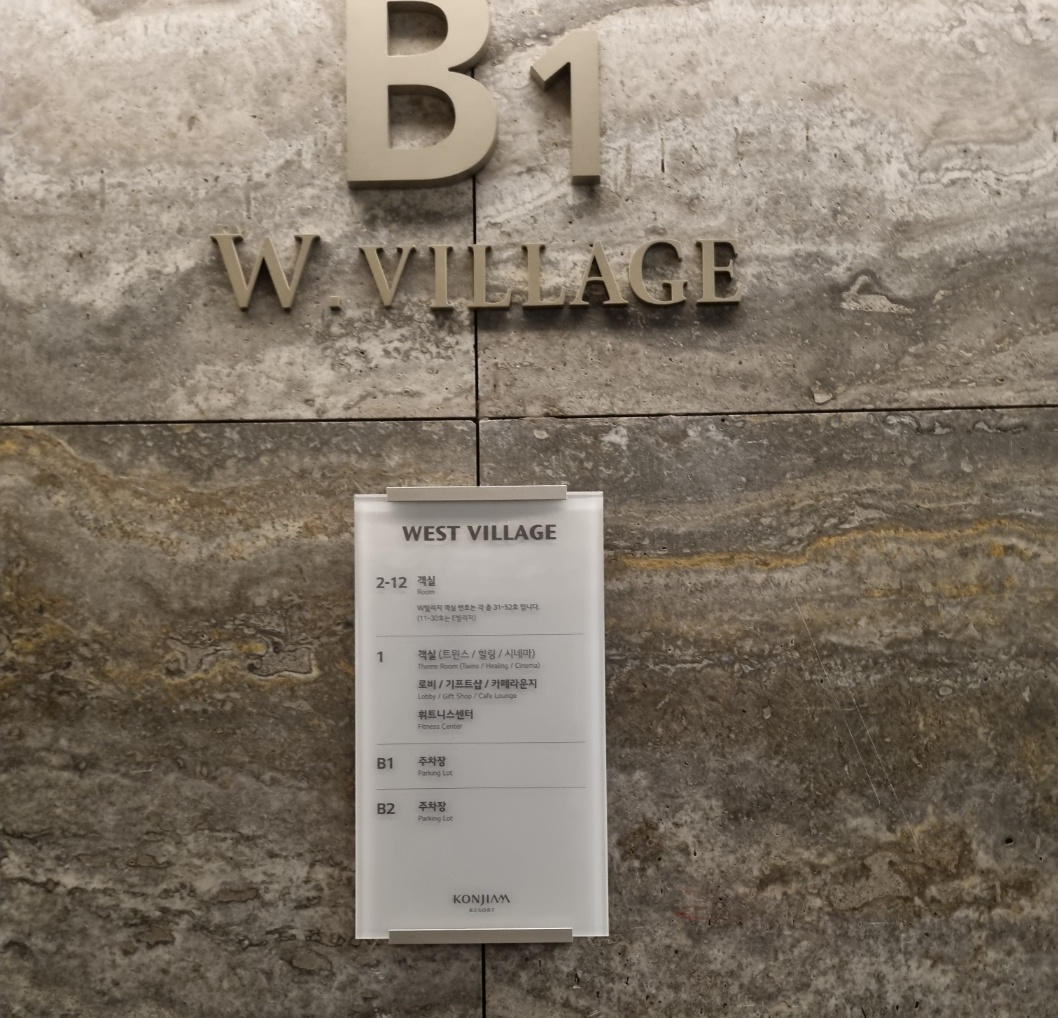 B1
W. VILLAGE
WEST VILLAGE
2-12 객실
Room
W빌리지 객실 번호는 각 층 31~52호 입니다.
(11~30호는 E빌리지)
1 객실 (트윈스 / 힐링 / 시네마)
Theme Room (Twins / Healing / Cinema)
로비 / 기프트샵 / 카페라운지
Lobby / Gift Shop / Cafe Lounge
휘트니스센터
Fitness Center
B1 주차장
Parking Lot
B2 주차장
Parking Lot
KONJIAM
RESORT